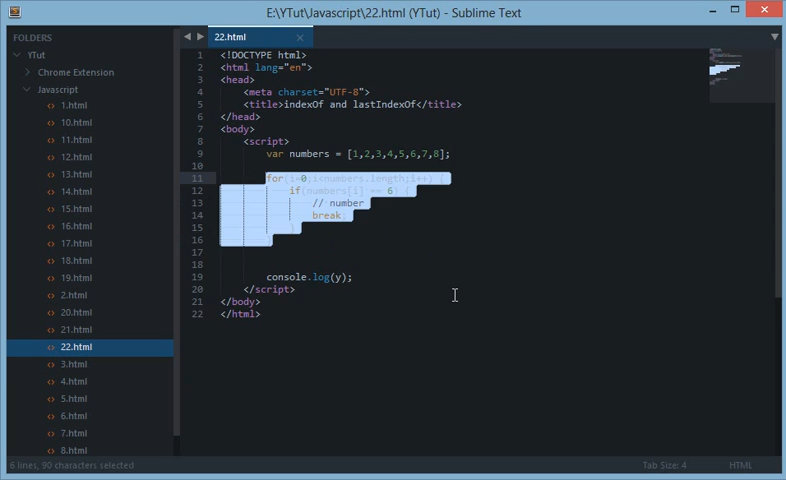 E:\YTut\Javascript\22.html (YTut) - Sublime Text
FOLDERS
YTut
Chrome Extension
Javascript
1.html
10.html
11.html
12.html
13.html
14.html
15.html
16.html
17.html
18.html
19.html
2.html
20.html
21.html
22.html
3.html
4.html
5.html
6.html
7.html
8.html
22.html
1 <!DOCTYPE html>
2 <html lang="en">
3 <head>
4 <meta charset="UTF-8">
5 <title>indexOf and lastIndexOf</title>
6 </head>
7 <body>
8 <script>
9 var numbers = [1,2,3,4,5,6,7,8];
10
11 for(i=0;i<numbers.length;i++) {
12 if(numbers[i] == 6) {
13 // number
14 break;
15 }
16 }
17
18
19 console.log(y);
20 </script>
21 </body>
22 </html>
6 lines, 90 characters selected
Tab Size: 4
HTML